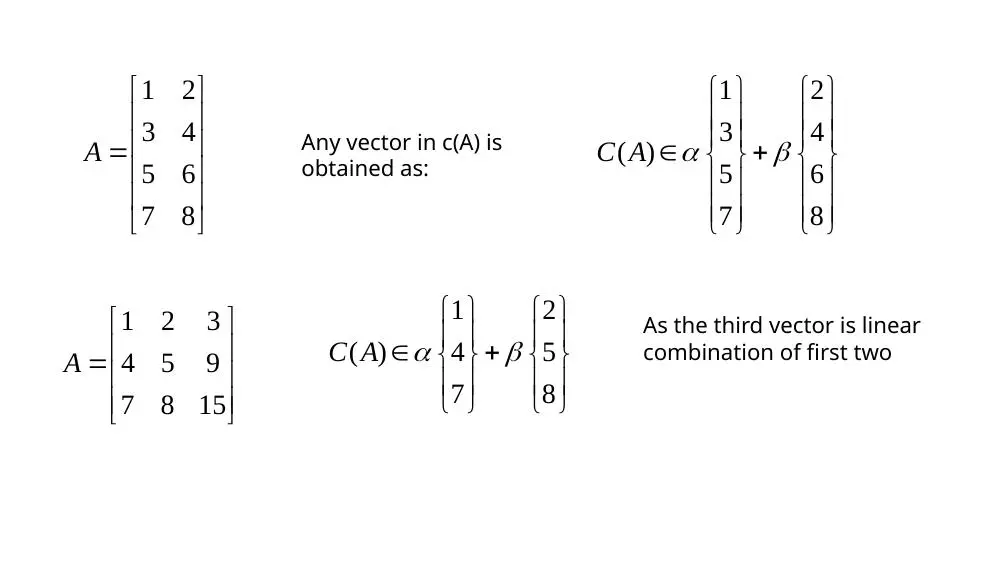 A = [1 2; 3 4; 5 6; 7 8]
Any vector in c(A) is
obtained as:
C(A) ∈ α {1 3 5 7} + β {2 4 6 8}
A = [1 2 3; 4 5 9; 7 8 15]
C(A) ∈ α {1 4 7} + β {2 5 8}
As the third vector is linear
combination of first two